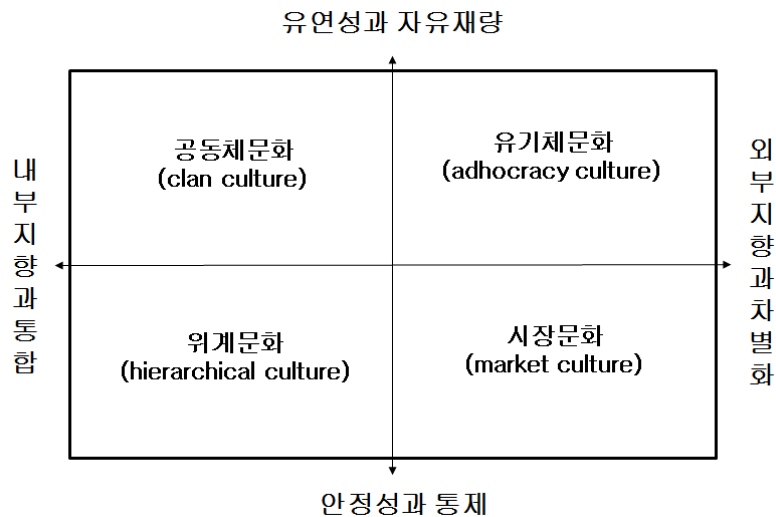 유연성과 자유재량
공동체문화
(clan culture)
유기체문화
(adhocracy culture)
내부지향과통합
외부지향과차별화
위계문화
(hierarchical culture)
시장문화
(market culture)
안정성과 통제